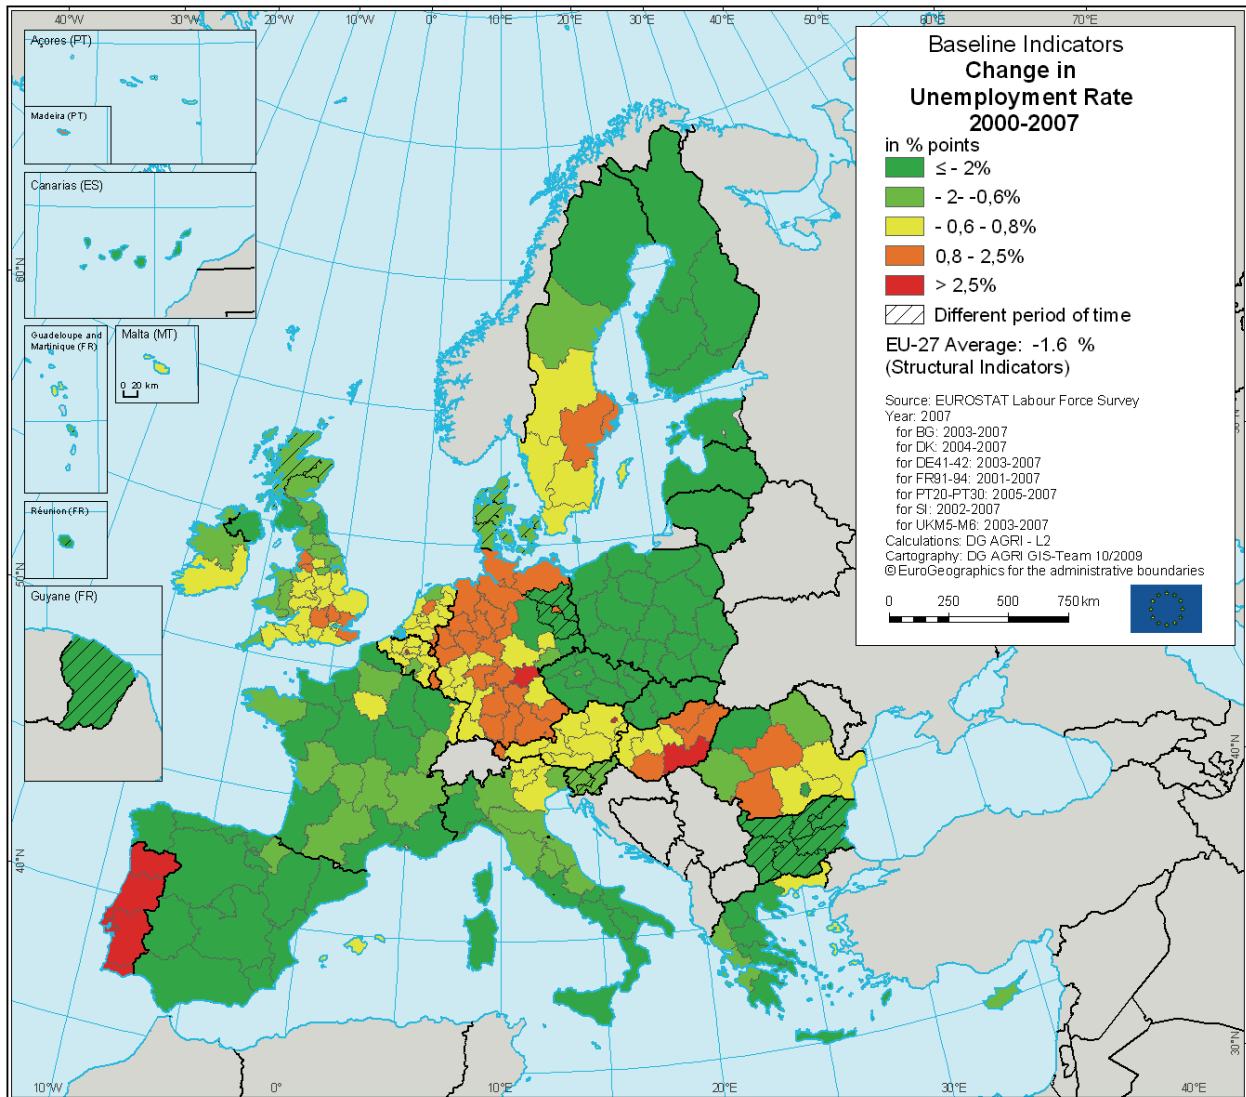 40°W
30°W
20°W
10°W
0°
10°E
20°E
30°E
40°E
50°E
60°E
70°E
Açores (PT)
Madeira (PT)
Canarias (ES)
Guadeloupe and
Martinique (FR)
Malta (MT)
0 20 km
Réunion (FR)
Guyane (FR)
Baseline Indicators
Change in
Unemployment Rate
2000-2007
in % points
≤ - 2%
- 2- -0,6%
- 0,6 - 0,8%
0,8 - 2,5%
> 2,5%
Different period of time
EU-27 Average: -1.6 %
(Structural Indicators)
Source: EUROSTAT Labour Force Survey
Year: 2007
for BG: 2003-2007
for DK: 2004-2007
for DE41-42: 2003-2007
for FR91-94: 2001-2007
for PT20-PT30: 2005-2007
for SI: 2002-2007
for UKM5-M6: 2003-2007
Calculations: DG AGRI - L2
Cartography: DG AGRI GIS-Team 10/2009
© EuroGeographics for the administrative boundaries
0 250 500 750 km
60°N
50°N
40°N
40°N
30°N
10°W
0°
10°E
20°E
30°E
40°E